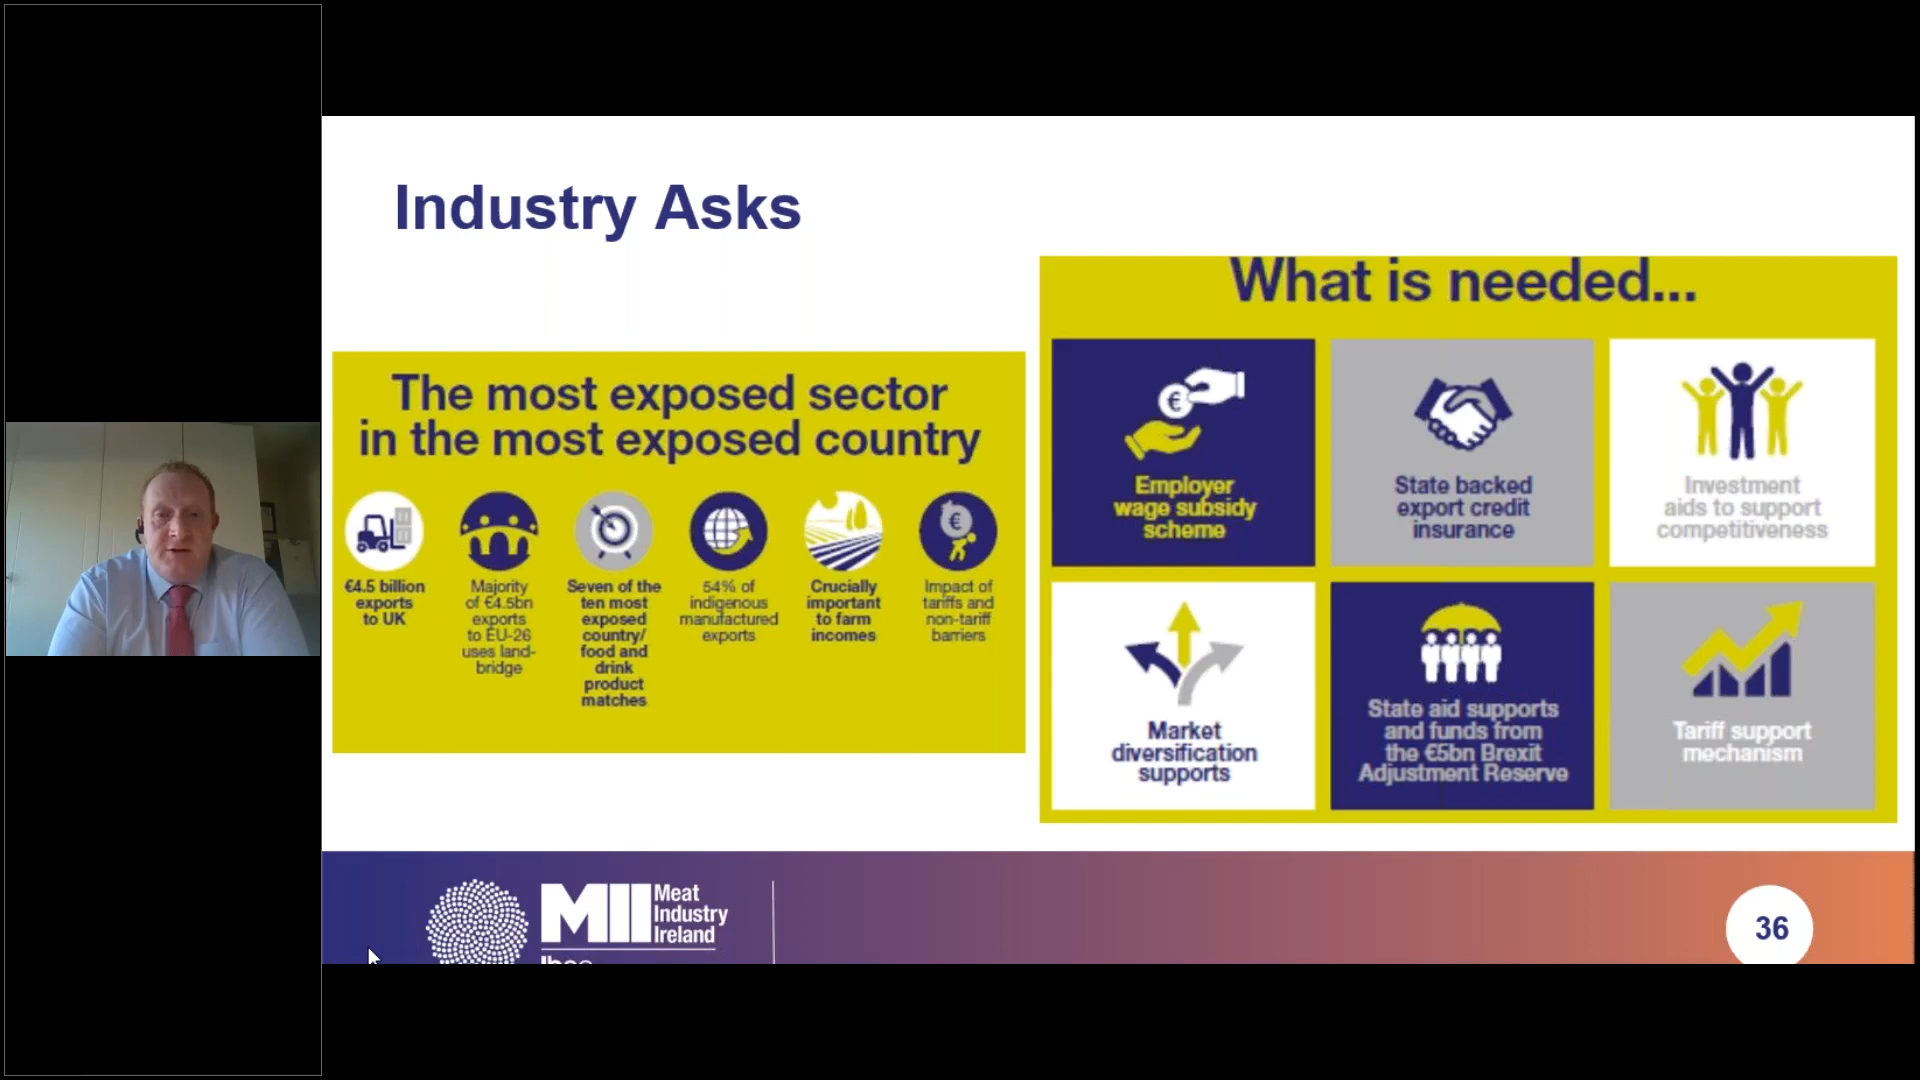 Industry Asks
The most exposed sector
in the most exposed country
€4.5 billion
exports
to UK
Majority
of €4.5bn
exports
to EU-26
uses land-
bridge
Seven of the
ten most
exposed
country/
food and
drink
product
matches
54% of
indigenous
manufactured
exports
Crucially
important
to farm
incomes
Impact of
tariffs and
non-tariff
barriers
What is needed...
€
Employer
wage subsidy
scheme
State backed
export credit
insurance
Investment
aids to support
competitiveness
Market
diversification
supports
State aid supports
and funds from
the €5bn Brexit
Adjustment Reserve
Tariff support
mechanism
€
MII
Meat
Industry
Ireland
36